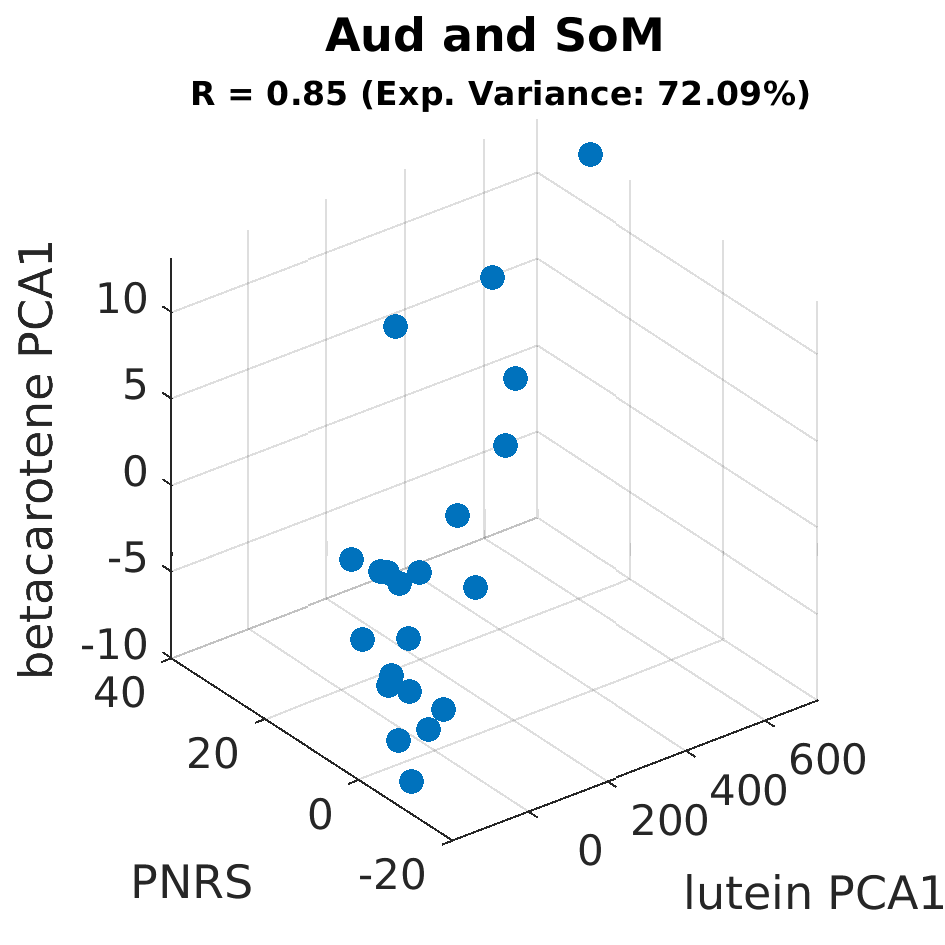 Aud and SoM
R = 0.85 (Exp. Variance: 72.09%)
betacarotene PCA1
10
5
0
-5
-10
40
20
0
-20
PNRS
0
200
400
600
lutein PCA1